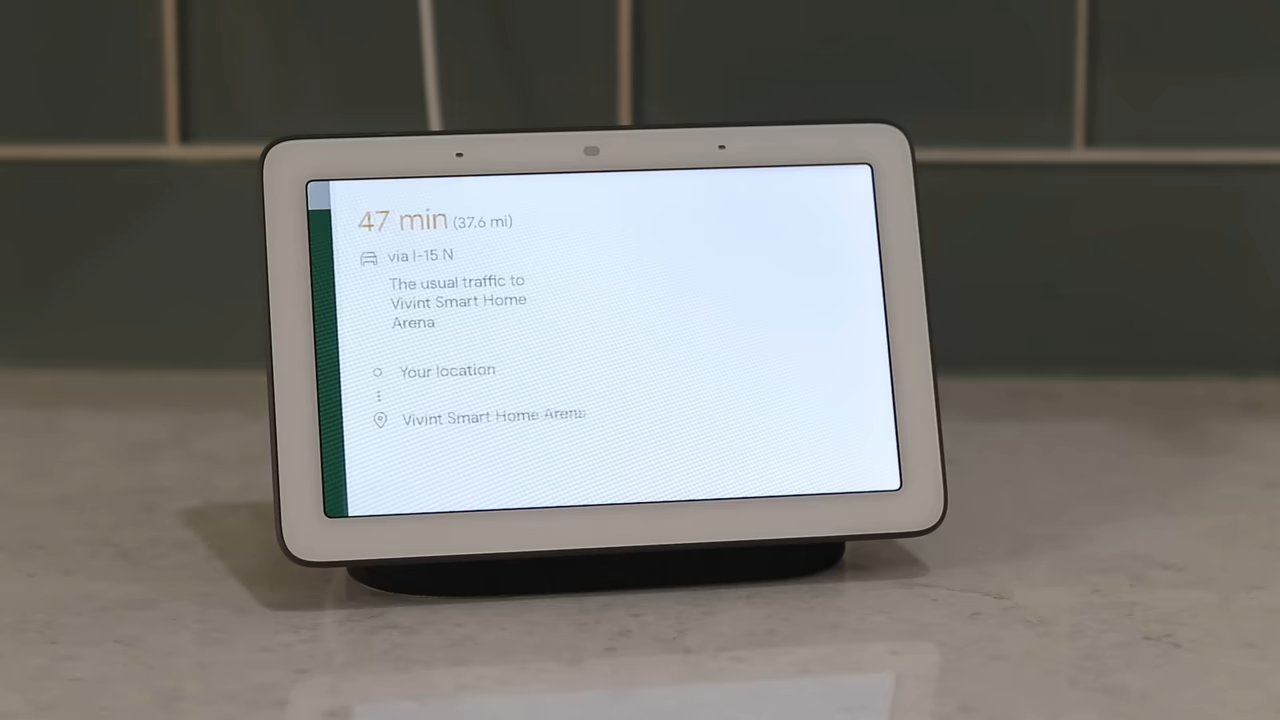 47 min (37.6 mi)
via I-15 N
The usual traffic to
Vivint Smart Home
Arena
Your location
Vivint Smart Home Arena